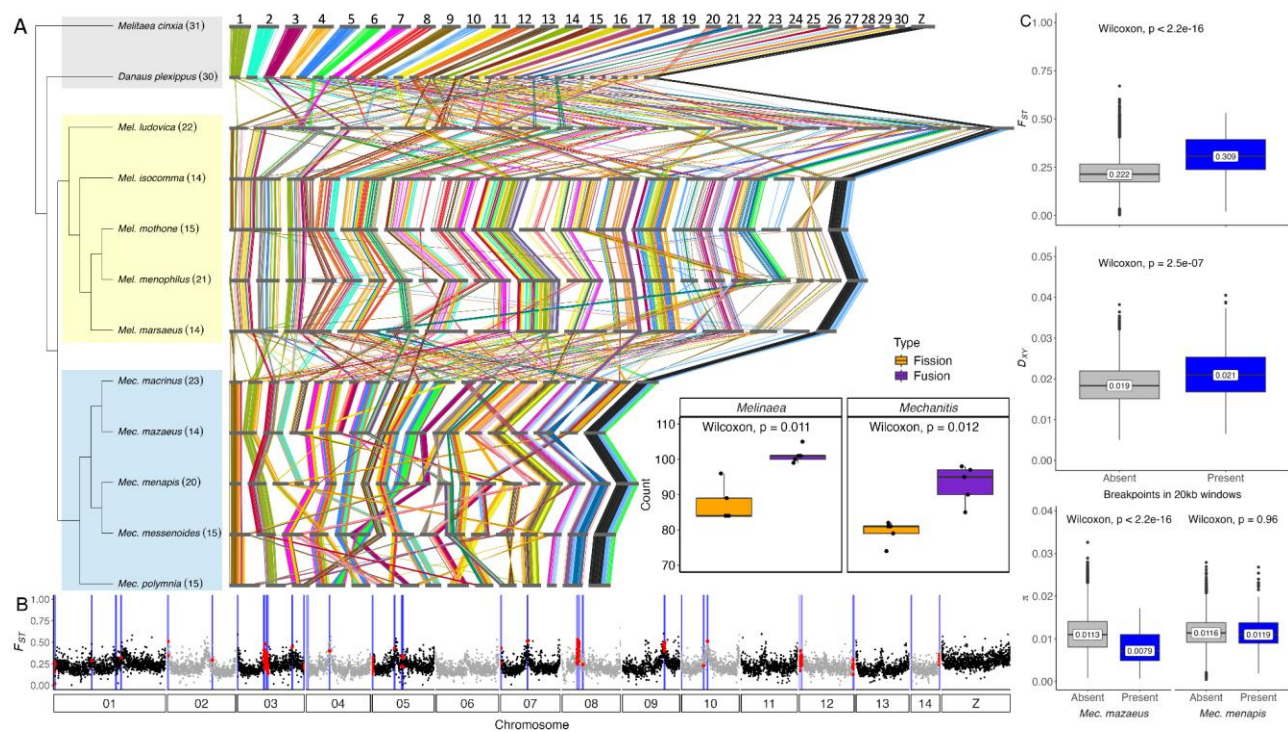 A
1 2 3 4 5 6 7 8 9 10 11 12 13 14 15 16 17 18 19 20 21 22 23 24 25 26 27 28 29 30 Z
Melitaea cinxia (31)
Danaus plexippus (30)
Mel. ludovica (22)
Mel. isocomma (14)
Mel. mothone (15)
Mel. menophilus (21)
Mel. marsaeus (14)
Mec. macrinus (23)
Mec. mazaeus (14)
Mec. menapis (20)
Mec. messenoides (15)
Mec. polymnia (15)
Type
Fission
Fusion
Melinaea
Mechanitis
Wilcoxon, p = 0.011
Wilcoxon, p = 0.012
Count
110
100
90
80
70
B
FST
1.00
0.75
0.50
0.25
0.00
01 02 03 04 05 06 07 08 09 10 11 12 13 14 Z
Chromosome
C
Wilcoxon, p < 2.2e-16
FST
1.00
0.75
0.50
0.25
0.00
0.222
0.309
Wilcoxon, p = 2.5e-07
DXY
0.05
0.04
0.03
0.02
0.01
0.00
0.019
0.021
Absent Present
Breakpoints in 20kb windows
Wilcoxon, p < 2.2e-16 Wilcoxon, p = 0.96
π
0.04
0.03
0.02
0.01
0.00
0.0113
0.0079
0.0116
0.0119
Absent Present Absent Present
Mec. mazaeus Mec. menapis